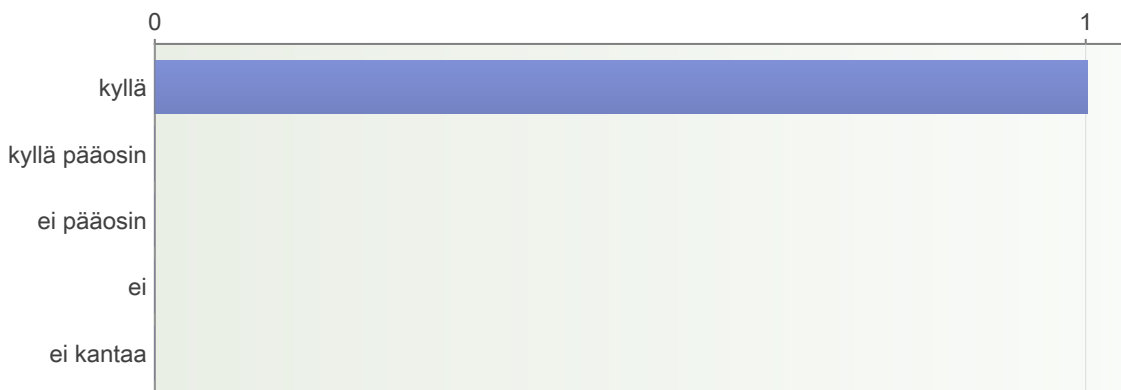 0 1
kyllä
kyllä pääosin
ei pääosin
ei
ei kantaa